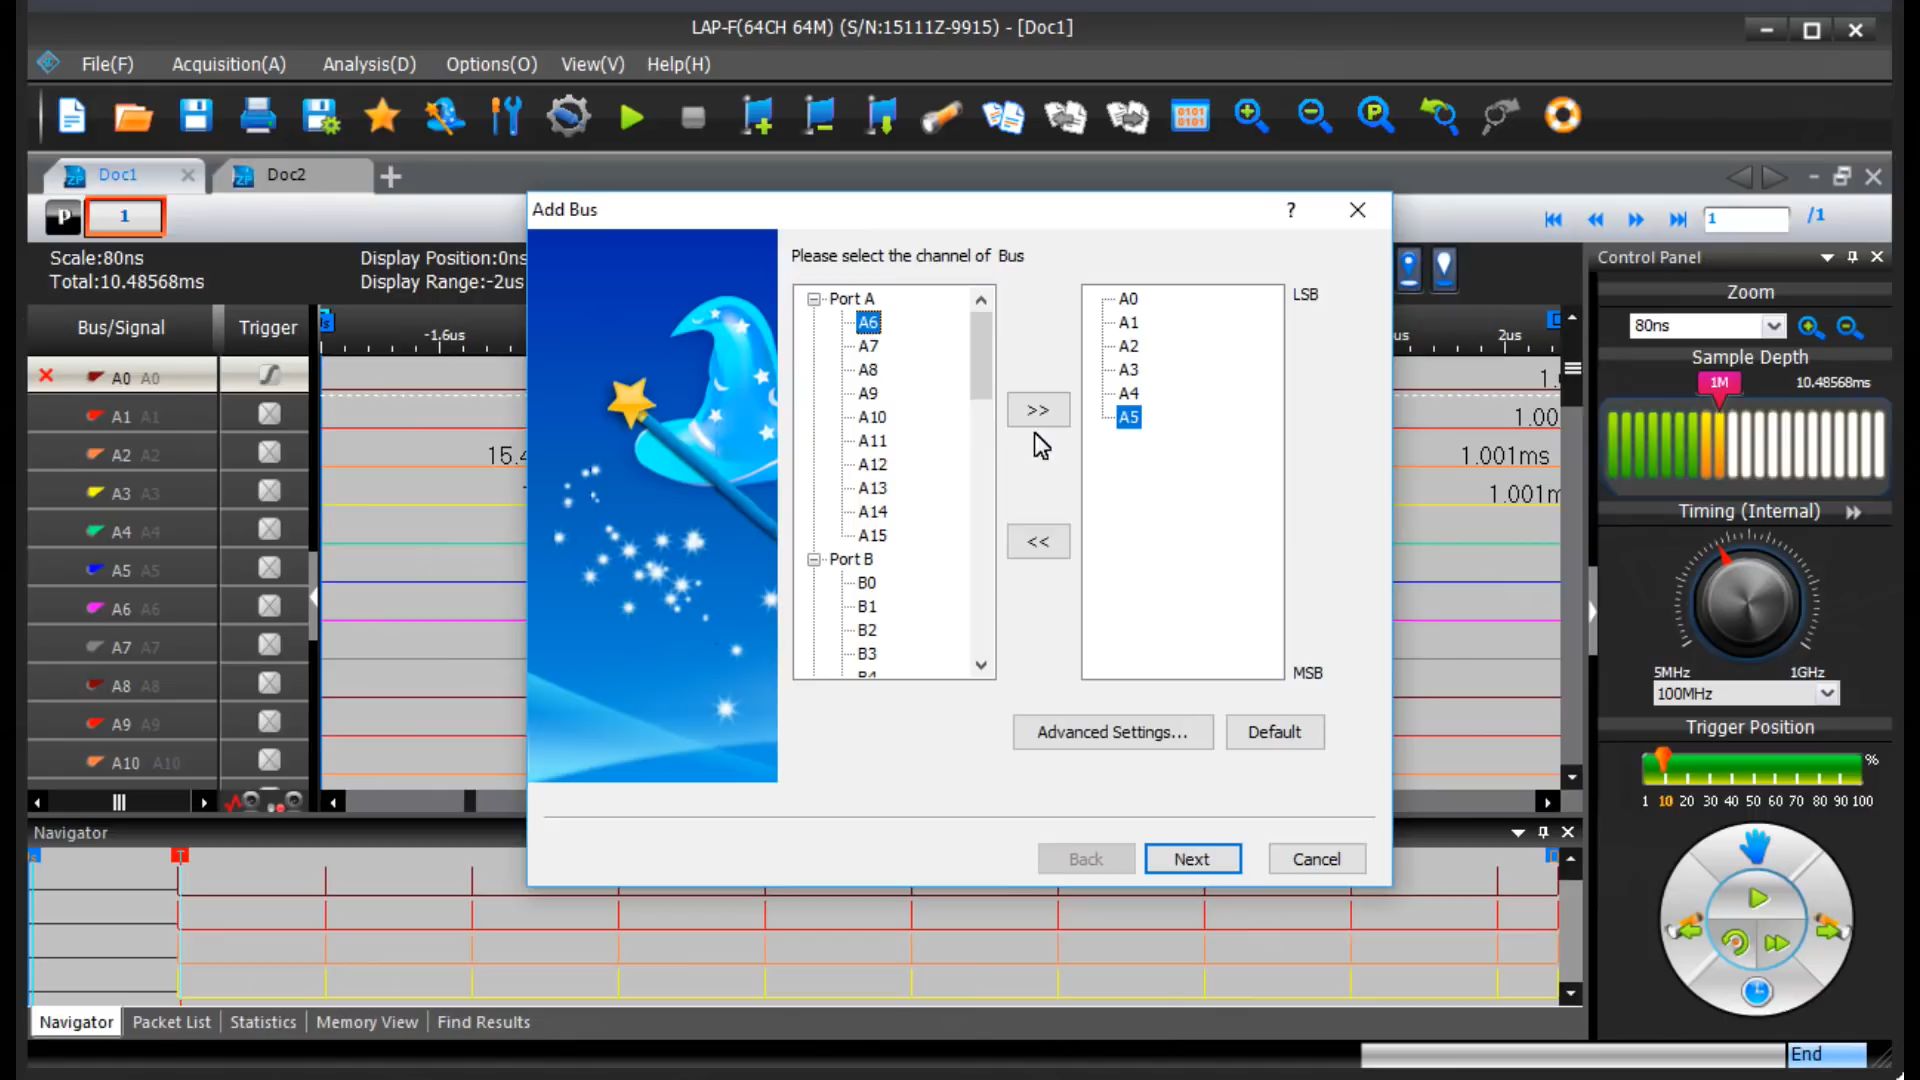 LAP-F(64CH 64M) (S/N:15111Z-9915) - [Doc1]
File(F) Acquisition(A) Analysis(D) Options(O) View(V) Help(H)
Doc1
Doc2
P
1
1
/1
Scale:80ns
Total:10.48568ms
Display Position:0ns
Display Range:-2us
Bus/Signal
Trigger
-1.6us
us
2us
A0 A0
A1 A1
A2 A2
A3 A3
A4 A4
A5 A5
A6 A6
A7 A7
A8 A8
A9 A9
A10 A10
15.4
1.00
1.001ms
Add Bus
?
Please select the channel of Bus
Port A
A6
A7
A8
A9
A10
A11
A12
A13
A14
A15
Port B
B0
B1
B2
B3
>>
<<
A0
A1
A2
A3
A4
A5
LSB
MSB
Advanced Settings...
Default
Back
Next
Cancel
Control Panel
Zoom
80ns
Sample Depth
1M
10.48568ms
Timing (Internal)
5MHz
1GHz
100MHz
Trigger Position
%
1 10 20 30 40 50 60 70 80 90 100
Navigator
T
Navigator
Packet List
Statistics
Memory View
Find Results
End